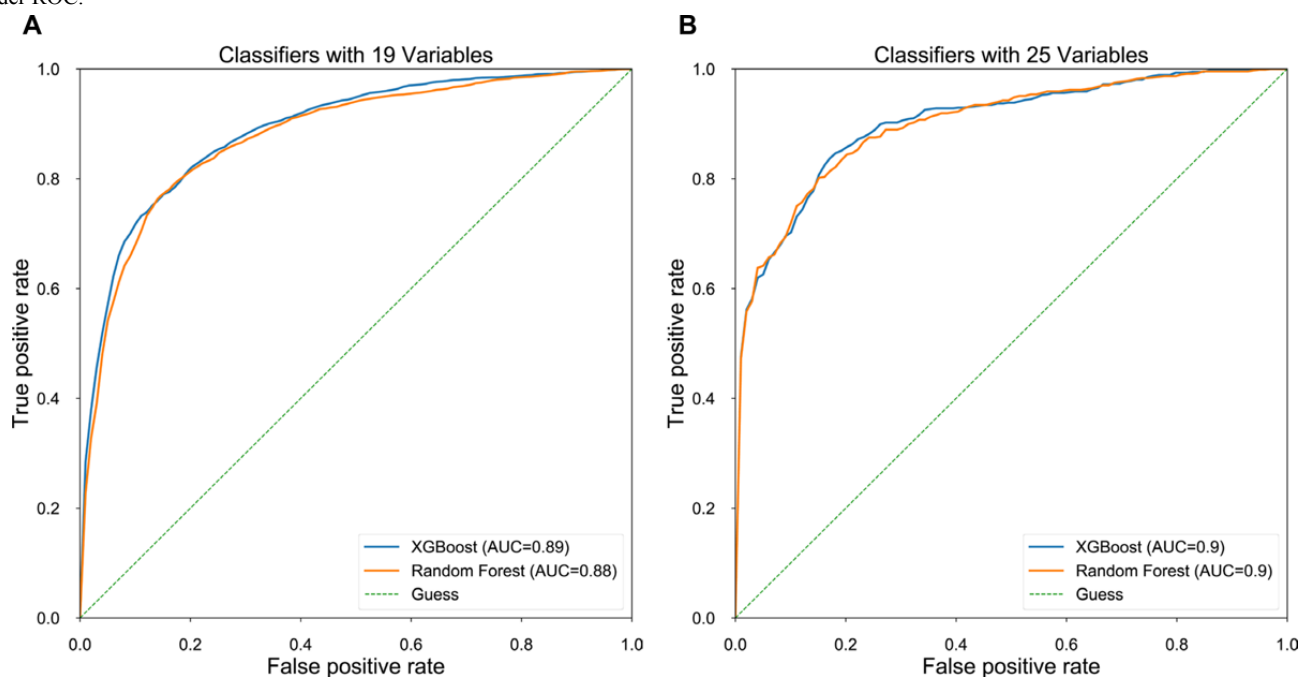 der ROC.
A
Classifiers with 19 Variables
1.0
0.8
0.6
0.4
0.2
0.0
True positive rate
0.0 0.2 0.4 0.6 0.8 1.0
False positive rate
XGBoost (AUC=0.89)
Random Forest (AUC=0.88)
Guess
B
Classifiers with 25 Variables
1.0
0.8
0.6
0.4
0.2
0.0
True positive rate
0.0 0.2 0.4 0.6 0.8 1.0
False positive rate
XGBoost (AUC=0.9)
Random Forest (AUC=0.9)
Guess